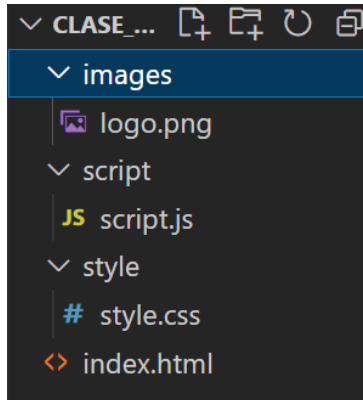 CLASE_...
images
logo.png
script
JS script.js
style
# style.css
<> index.html